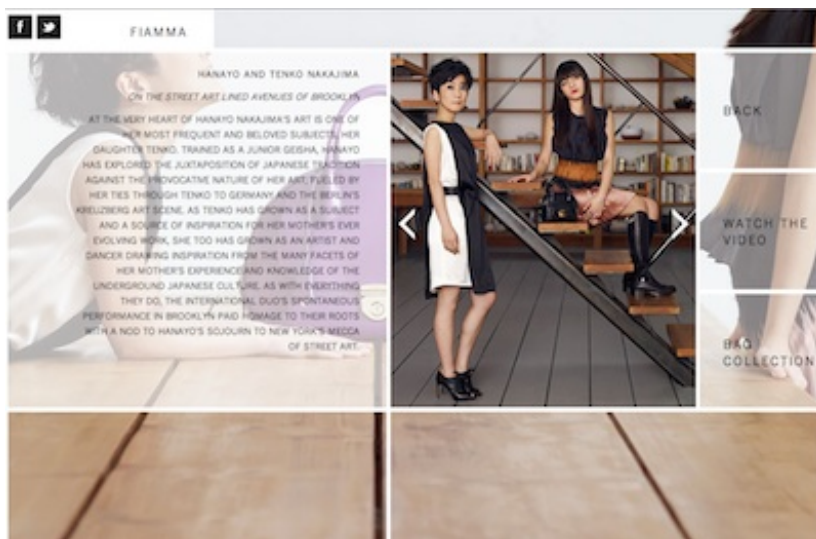 FIAMMA
HANAYO AND TENKO NAKAJIMA
ON THE STREET ART LINED AVENUES OF BROOKLYN
AT THE VERY HEART OF HANAYO NAKAJIMA'S ART IS ONE OF
HER MOST FREQUENT AND BELOVED SUBJECTS, HER
DAUGHTER TENKO. TRAINED AS A JUNIOR GEISHA, HANAYO
HAS EXPLORED THE JUXTAPOSITION OF JAPANESE TRADITION
AGAINST THE PROVOCATIVE NATURE OF HER ART, FUELED BY
HER TIES THROUGH TENKO TO GERMANY AND THE BERLIN'S
KREUZBERG ART SCENE. AS TENKO HAS GROWN AS A SUBJECT
AND A SOURCE OF INSPIRATION FOR HER MOTHER'S EVER
EVOLVING WORK, SHE TOO HAS GROWN AS AN ARTIST AND
DANCER DRAWING INSPIRATION FROM THE MANY FACETS OF
HER MOTHER'S EXPERIENCE AND KNOWLEDGE OF THE
UNDERGROUND JAPANESE CULTURE. AS WITH EVERYTHING
THEY DO, THE INTERNATIONAL DUO'S SPONTANEOUS
PERFORMANCE IN BROOKLYN PAID HOMAGE TO THEIR ROOTS
WITH A NOD TO HANAYO'S SOJOURN TO NEW YORK'S MECCA
OF STREET ART.
BACK
WATCH THE
VIDEO
BAG
COLLECTION